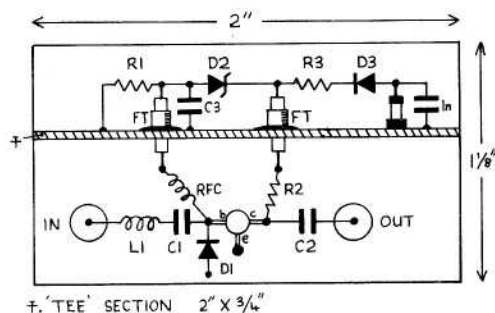 2"
R1
D2
R3
D3
FT
C3
FT
1n
1⅛"
RFC
R2
IN
b
c
e
OUT
L1
C1
D1
C2
T. 'TEE' SECTION 2" X ¾"